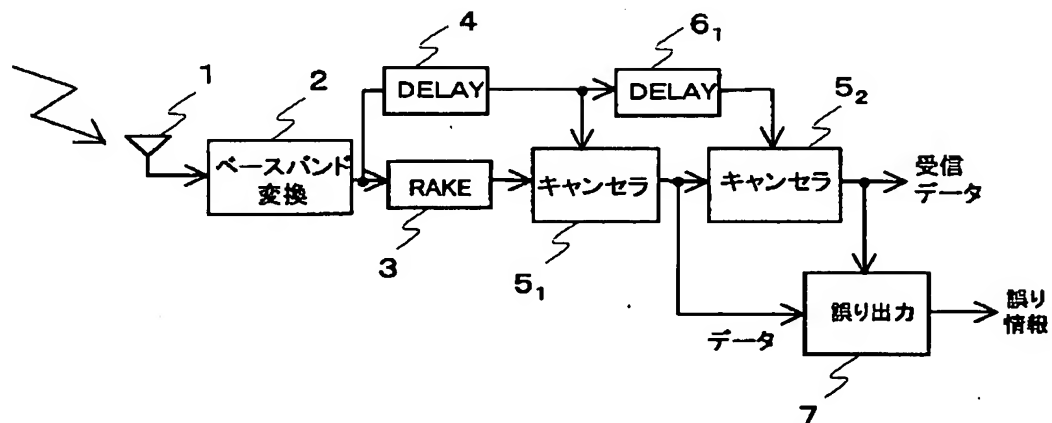 4
6₁
1
2
DELAY
DELAY
5₂
ベースバンド
変換
RAKE
キャンセラ
キャンセラ
受信
データ
3
5₁
誤り出力
誤り
情報
データ
7